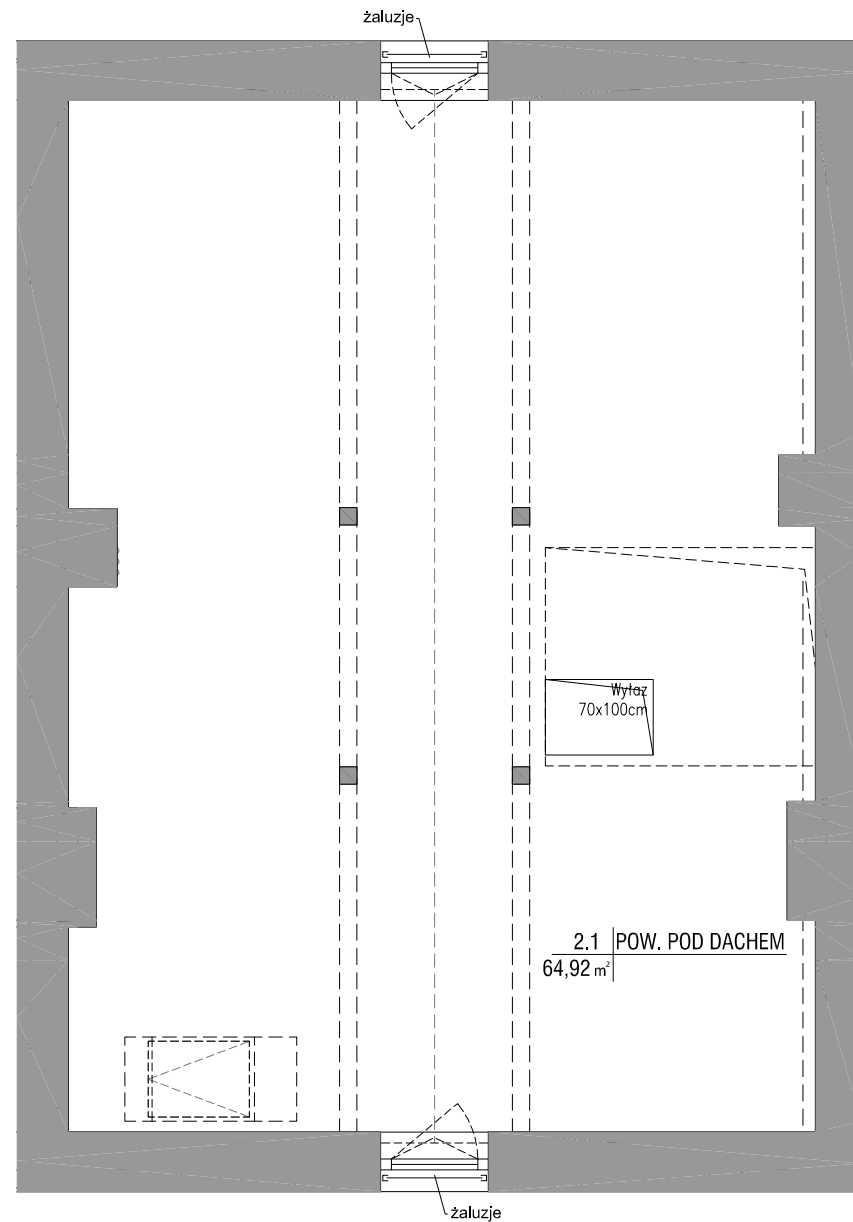 żaluzje
Wyłaz
70x100cm
2.1 POW. POD DACHEM
64,92 m²
żaluzje